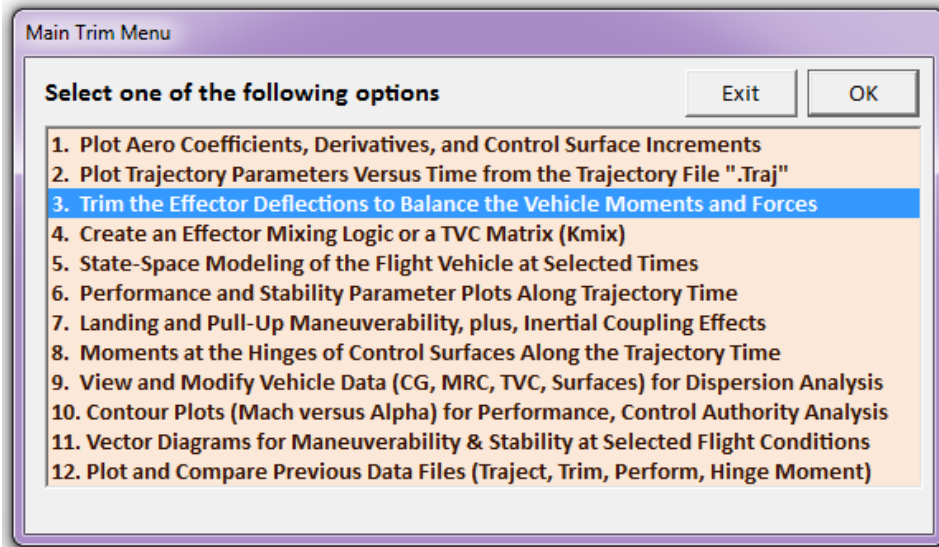 Main Trim Menu
Select one of the following options
Exit
OK
1. Plot Aero Coefficients, Derivatives, and Control Surface Increments
2. Plot Trajectory Parameters Versus Time from the Trajectory File ".Traj"
3. Trim the Effector Deflections to Balance the Vehicle Moments and Forces
4. Create an Effector Mixing Logic or a TVC Matrix (Kmix)
5. State-Space Modeling of the Flight Vehicle at Selected Times
6. Performance and Stability Parameter Plots Along Trajectory Time
7. Landing and Pull-Up Maneuverability, plus, Inertial Coupling Effects
8. Moments at the Hinges of Control Surfaces Along the Trajectory Time
9. View and Modify Vehicle Data (CG, MRC, TVC, Surfaces) for Dispersion Analysis
10. Contour Plots (Mach versus Alpha) for Performance, Control Authority Analysis
11. Vector Diagrams for Maneuverability & Stability at Selected Flight Conditions
12. Plot and Compare Previous Data Files (Traject, Trim, Perform, Hinge Moment)